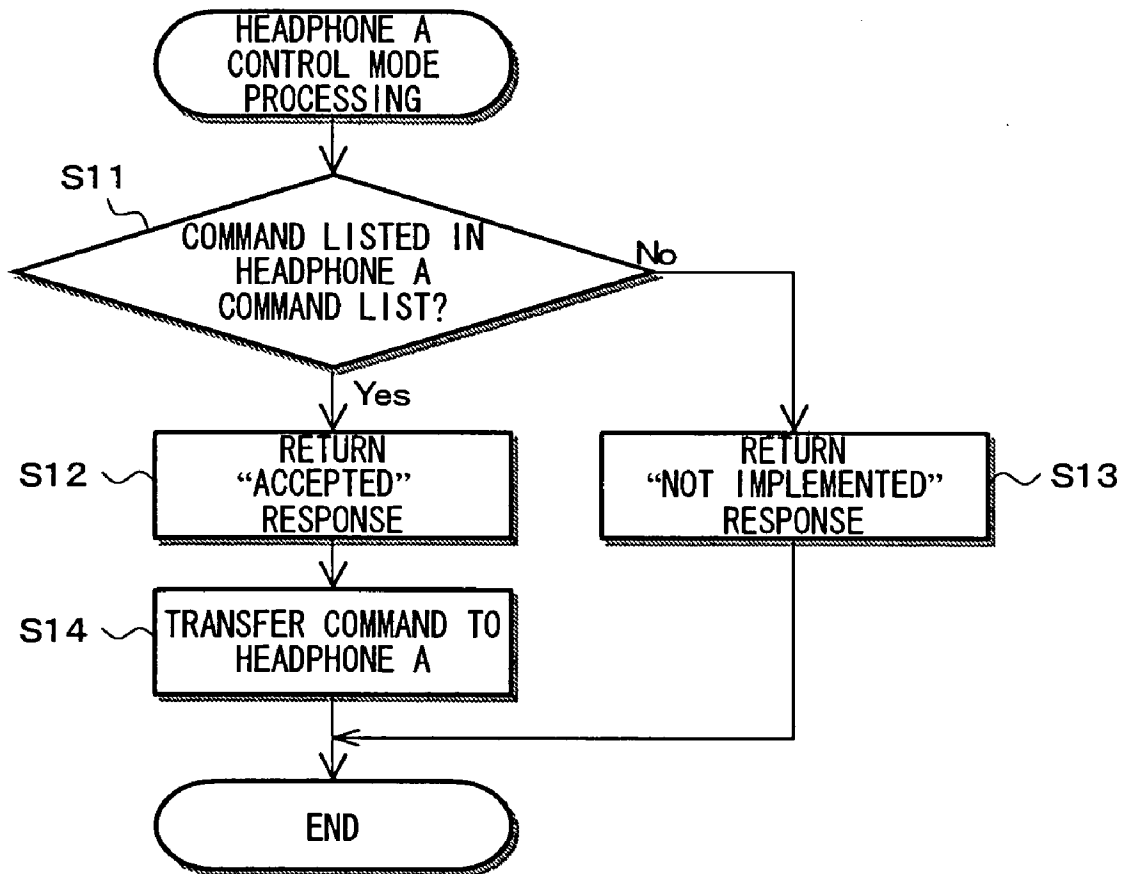 HEADPHONE A
CONTROL MODE
PROCESSING
S11
COMMAND LISTED IN
HEADPHONE A
COMMAND LIST?
No
Yes
S12
RETURN
“ACCEPTED”
RESPONSE
RETURN
“NOT IMPLEMENTED”
RESPONSE
S13
S14
TRANSFER COMMAND TO
HEADPHONE A
END